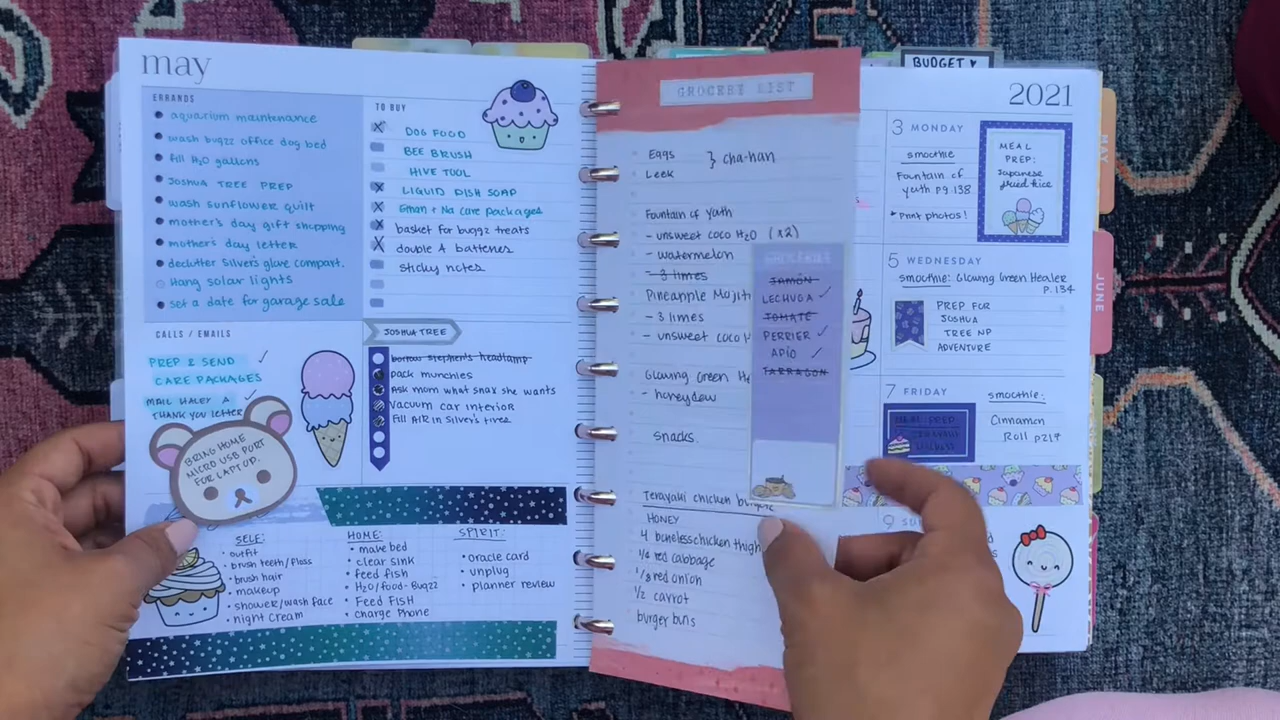 may
ERRANDS
aquarium maintenance
wash bugzz office dog bed
fill H2O gallons
JOSHUA TREE PREP
wash sunflower quilt
mother's day gift shopping
mother's day letter
declutter Silver's glove compart.
Hang solar lights
set a date for garage sale
TO BUY
DOG FOOD
BEE BRUSH
HIVE TOOL
LIQUID DISH SOAP
Ethan + Na care packages
basket for bugzz treats
double A batteries
sticky notes
CALLS / EMAILS
PREP & SEND
CARE PACKAGES
MAIL HALEY A
THANK YOU LETTER
BRING HOME
MICRO USB PORT
FOR LAPTOP.
JOSHUA TREE
borrow stephen's headlamp
pack munchies
Ask mom what snax she wants
Vacuum car interior
Fill AIR in Silver's tires
SELF:
outfit
brush teeth/floss
brush hair
makeup
shower/wash face
night cream
HOME:
make bed
clear sink
feed fish
H2O/food-Bugzz
Feed FISH
charge Phone
SPIRIT:
oracle card
unplug
planner review
GROCERY LIST
Eggs
Leek
} cha-han
Fountain of Youth
- unsweet coco H2O (x2)
- watermelon
- 3 limes
Pineapple Mojit
- 3 limes
- unsweet coco H
Glowing Green He
- honeydew
snacks
Teriyaki chicken burgers
HONEY
4 boneless chicken thigh
1/4 red cabbage
1/8 red onion
1/2 carrot
burger buns
JAMÓN
LECHUGA
TOMATE
PERRIER
APIO
TARRAGON
BUDGET
2021
3 MONDAY
smoothie
Fountain of
youth pg.138
Print photos!
MEAL
PREP:
Japanese
fried rice
5 WEDNESDAY
smoothie: Glowing Green Healer
P.134
PREP FOR
JOSHUA
TREE NP
ADVENTURE
7 FRIDAY
MEAL PREP:
smoothie:
Cinnamon
Roll p217
9 SU
MAY
JUNE